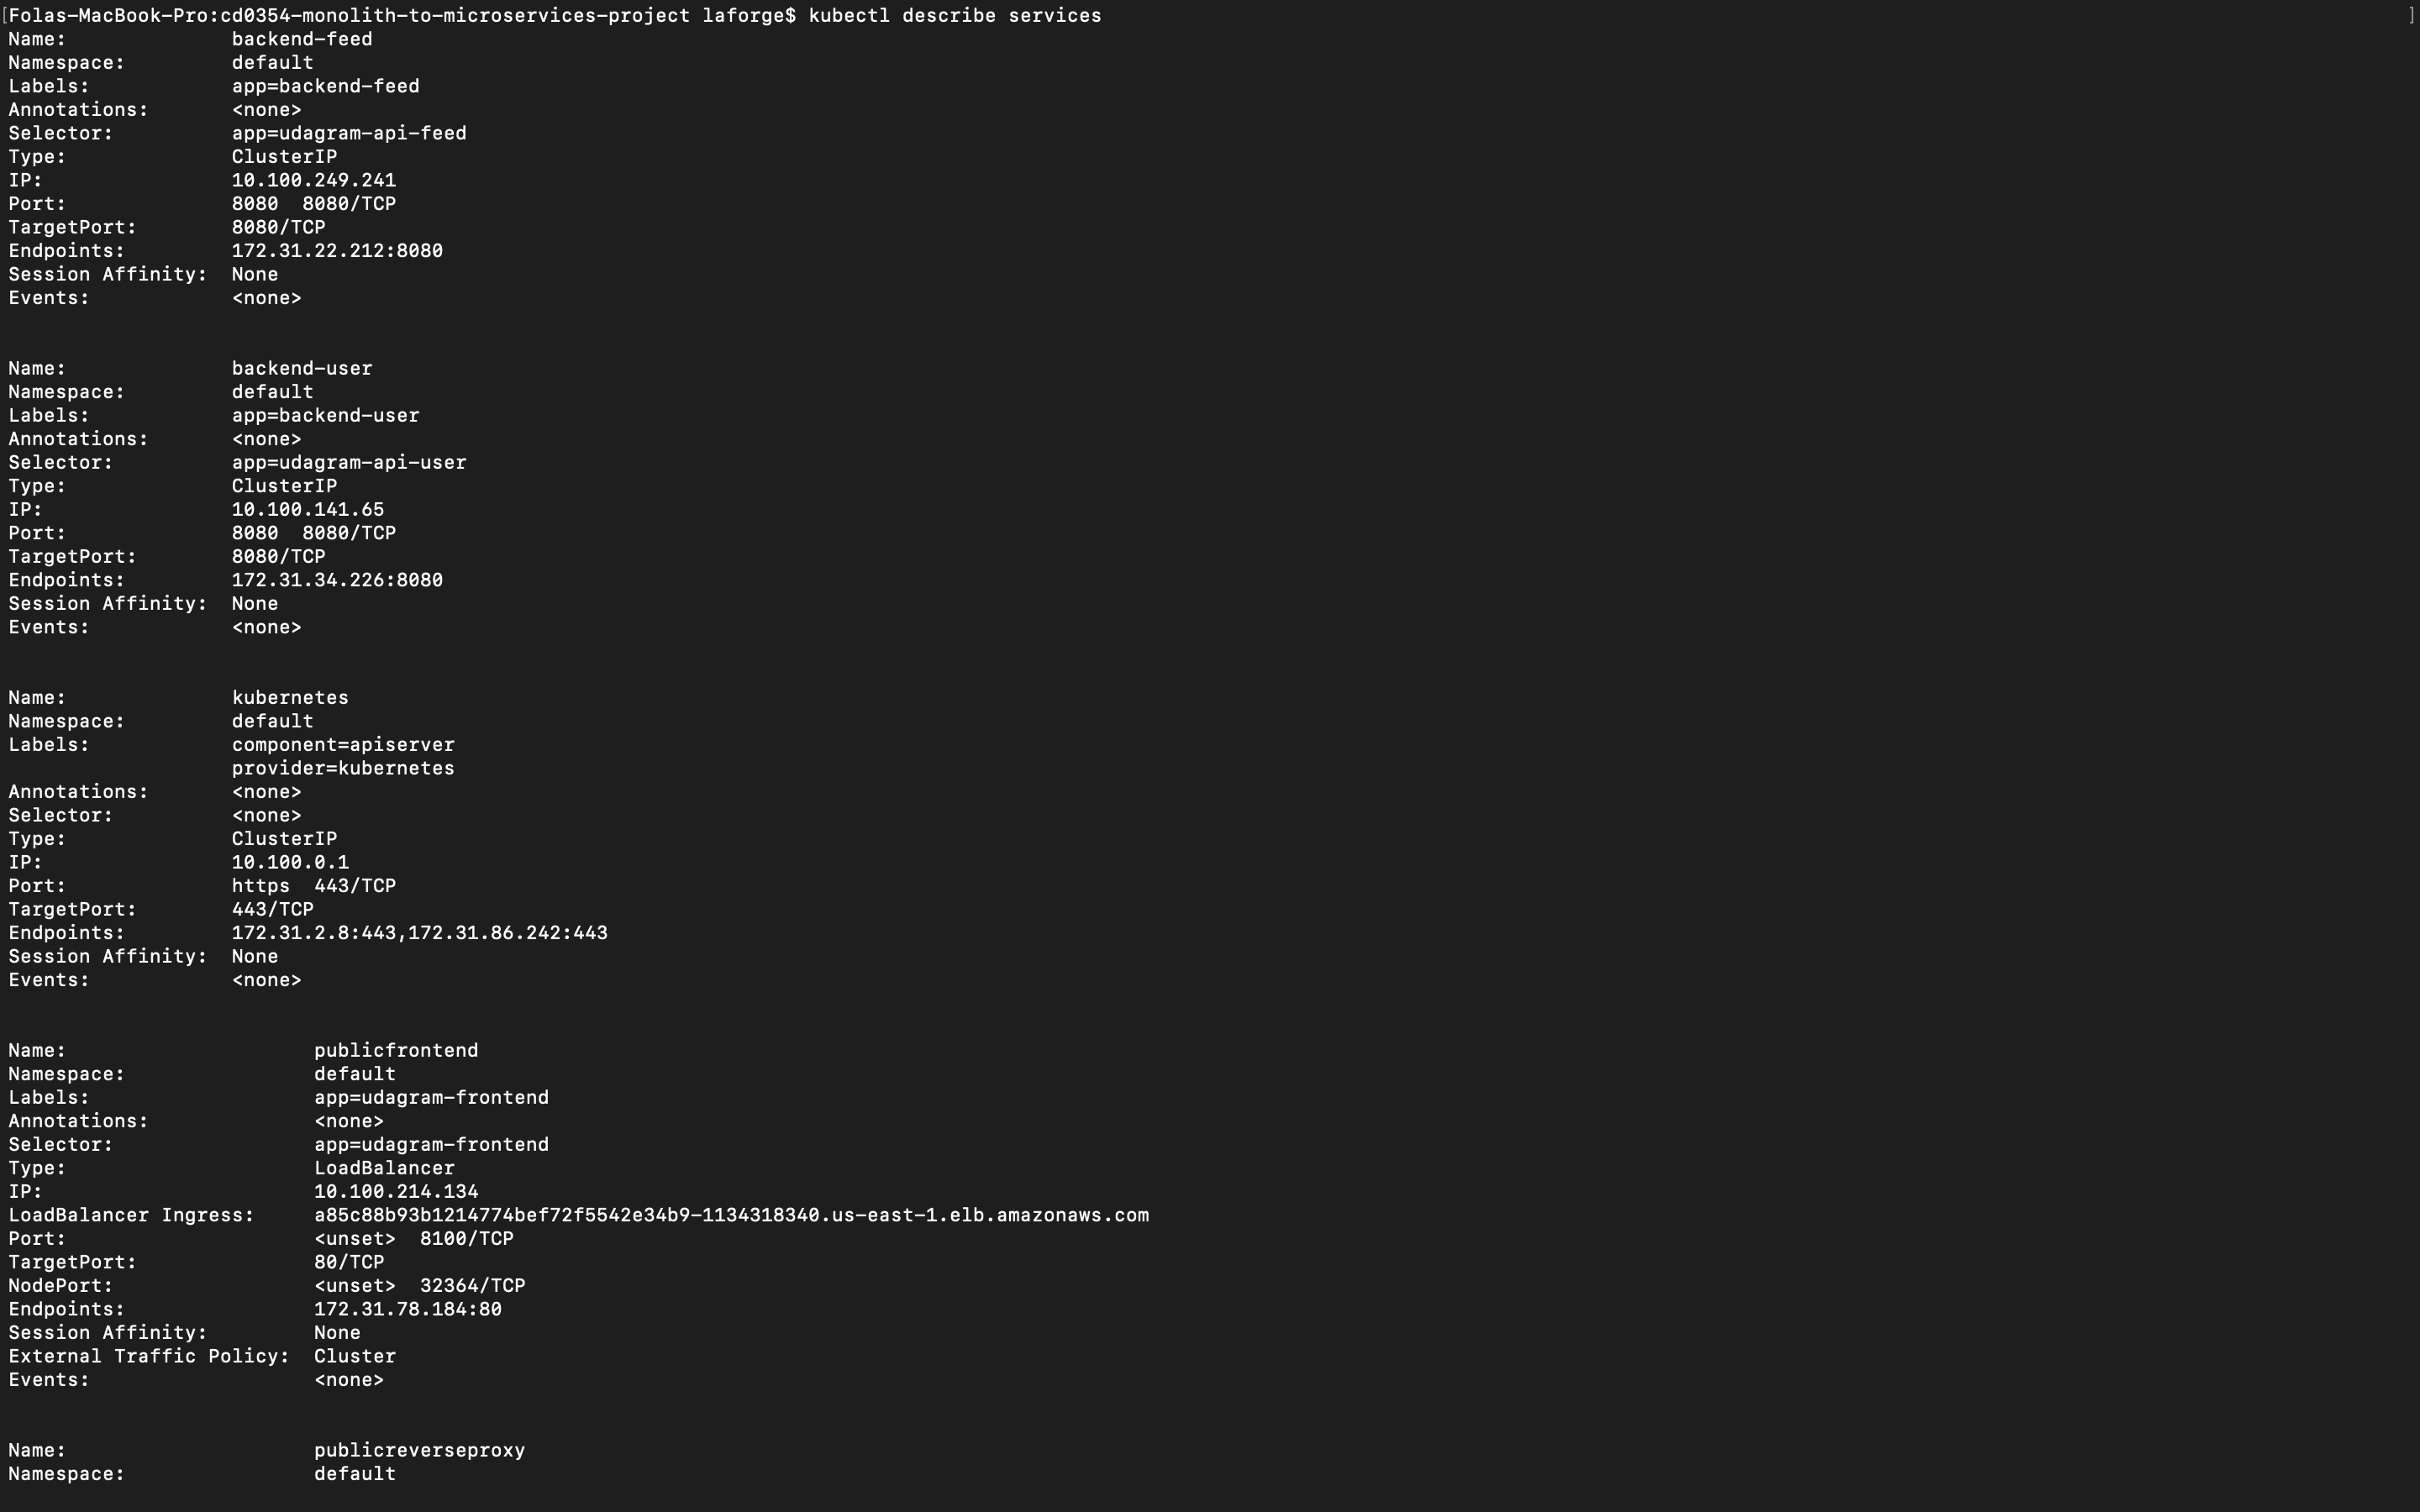 [Folas-MacBook-Pro:cd0354-monolith-to-microservices-project laforge$ kubectl describe services ]
Name:              backend-feed
Namespace:         default
Labels:            app=backend-feed
Annotations:       <none>
Selector:          app=udagram-api-feed
Type:              ClusterIP
IP:                10.100.249.241
Port:              8080  8080/TCP
TargetPort:        8080/TCP
Endpoints:         172.31.22.212:8080
Session Affinity:  None
Events:            <none>

Name:              backend-user
Namespace:         default
Labels:            app=backend-user
Annotations:       <none>
Selector:          app=udagram-api-user
Type:              ClusterIP
IP:                10.100.141.65
Port:              8080  8080/TCP
TargetPort:        8080/TCP
Endpoints:         172.31.34.226:8080
Session Affinity:  None
Events:            <none>

Name:              kubernetes
Namespace:         default
Labels:            component=apiserver
                   provider=kubernetes
Annotations:       <none>
Selector:          <none>
Type:              ClusterIP
IP:                10.100.0.1
Port:              https  443/TCP
TargetPort:        443/TCP
Endpoints:         172.31.2.8:443,172.31.86.242:443
Session Affinity:  None
Events:            <none>

Name:                     publicfrontend
Namespace:                default
Labels:                   app=udagram-frontend
Annotations:              <none>
Selector:                 app=udagram-frontend
Type:                     LoadBalancer
IP:                       10.100.214.134
LoadBalancer Ingress:     a85c88b93b1214774bef72f5542e34b9-1134318340.us-east-1.elb.amazonaws.com
Port:                     <unset>  8100/TCP
TargetPort:               80/TCP
NodePort:                 <unset>  32364/TCP
Endpoints:                172.31.78.184:80
Session Affinity:         None
External Traffic Policy:  Cluster
Events:                   <none>

Name:                     publicreverseproxy
Namespace:                default